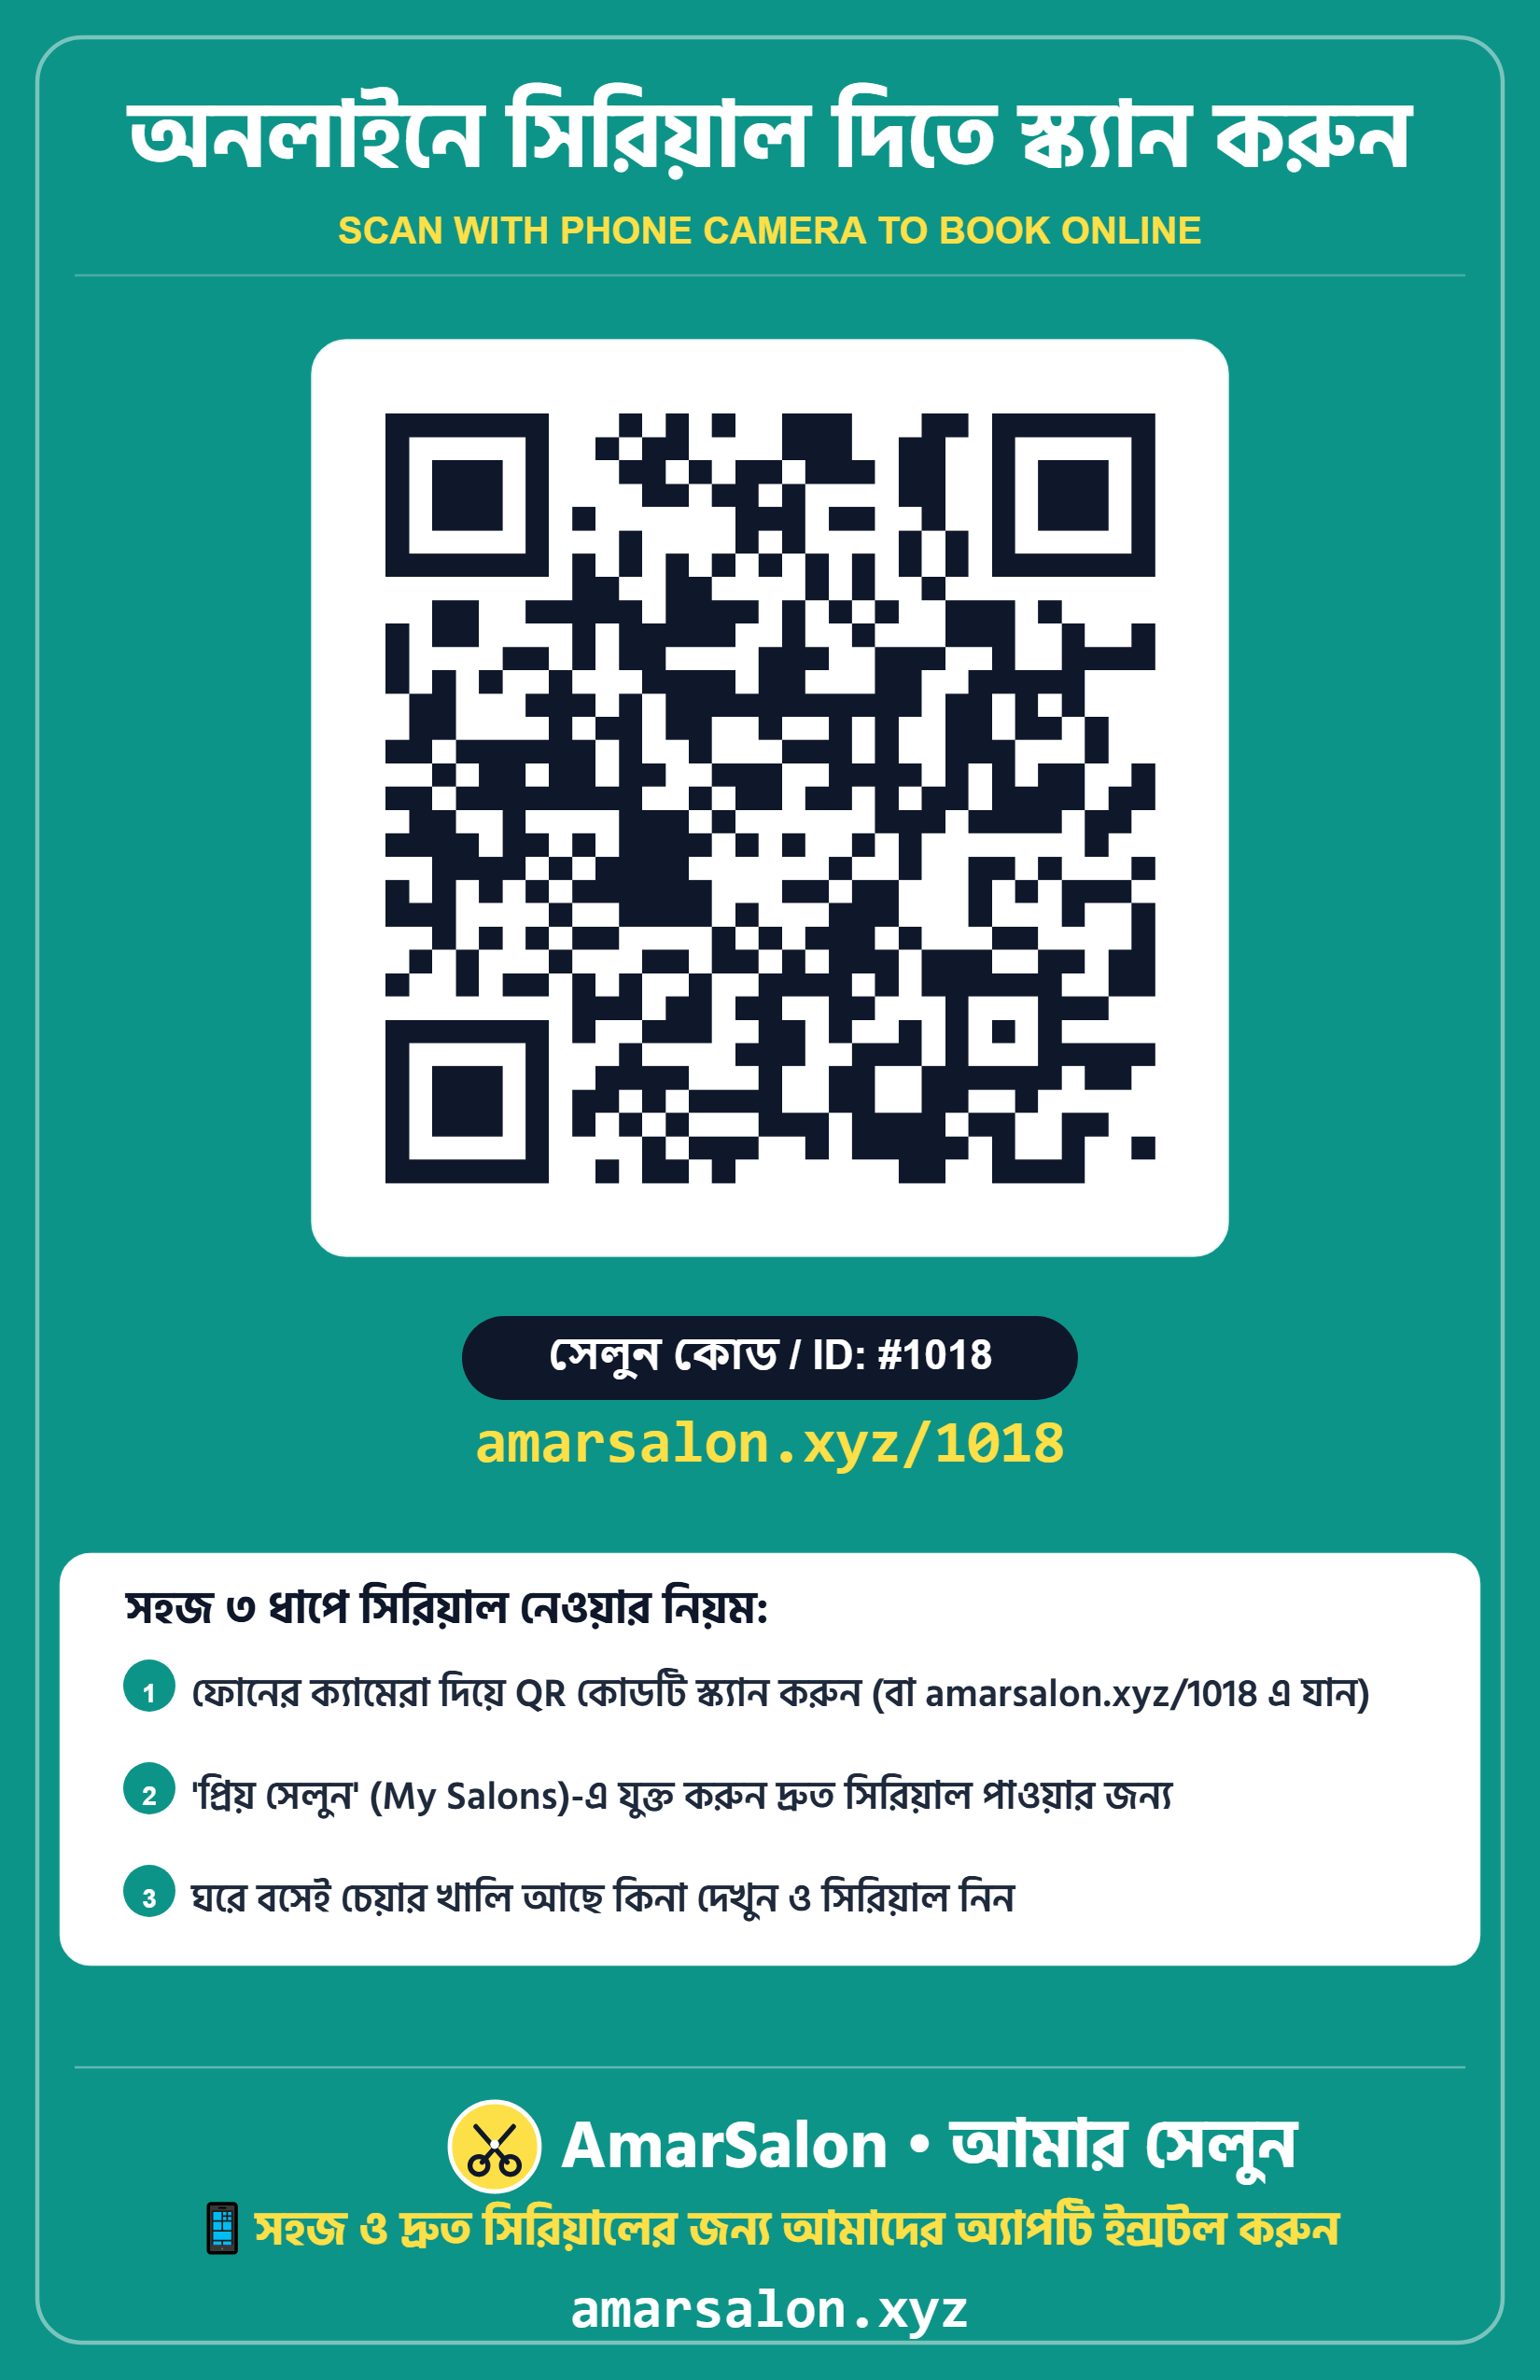 অনলাইনে সিরিয়াল দিতে স্ক্যান করুন
SCAN WITH PHONE CAMERA TO BOOK ONLINE
সেলুন কোড / ID: #1018
amarsalon.xyz/1018
সহজ ৩ ধাপে সিরিয়াল নেওয়ার নিয়ম:
1 ফোনের ক্যামেরা দিয়ে QR কোডটি স্ক্যান করুন (বা amarsalon.xyz/1018 এ যান)
2 'প্রিয় সেলুন' (My Salons)-এ যুক্ত করুন দ্রুত সিরিয়াল পাওয়ার জন্য
3 ঘরে বসেই চেয়ার খালি আছে কিনা দেখুন ও সিরিয়াল নিন
AmarSalon • আমার সেলুন
সহজ ও দ্রুত সিরিয়ালের জন্য আমাদের অ্যাপটি ইন্সটল করুন
amarsalon.xyz